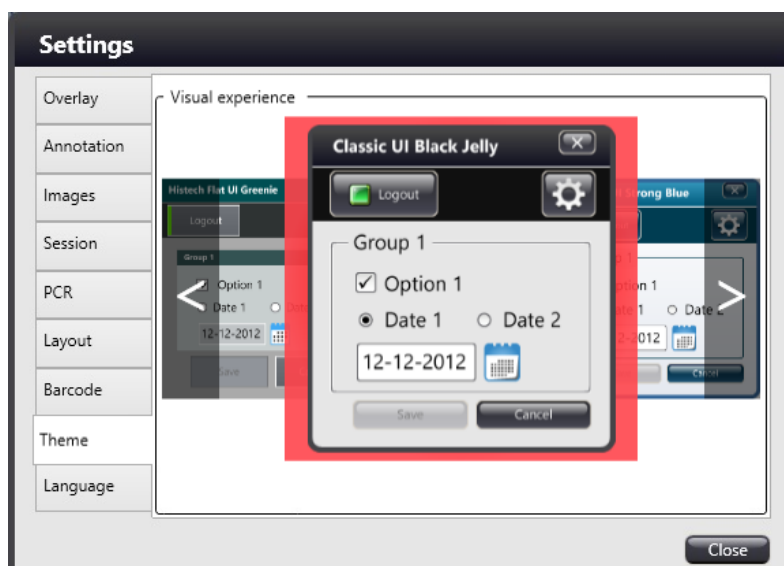 Settings
Overlay
Annotation
Images
Session
PCR
Layout
Barcode
Theme
Language
Visual experience
Histech Flat UI Greenie
Logout
Group 1
Option 1
Date 1
12-12-2012
Save
Classic UI Black Jelly
Logout
Group 1
Option 1
Date 1 Date 2
12-12-2012
Save Cancel
Strong Blue
Date
Cancel
Close